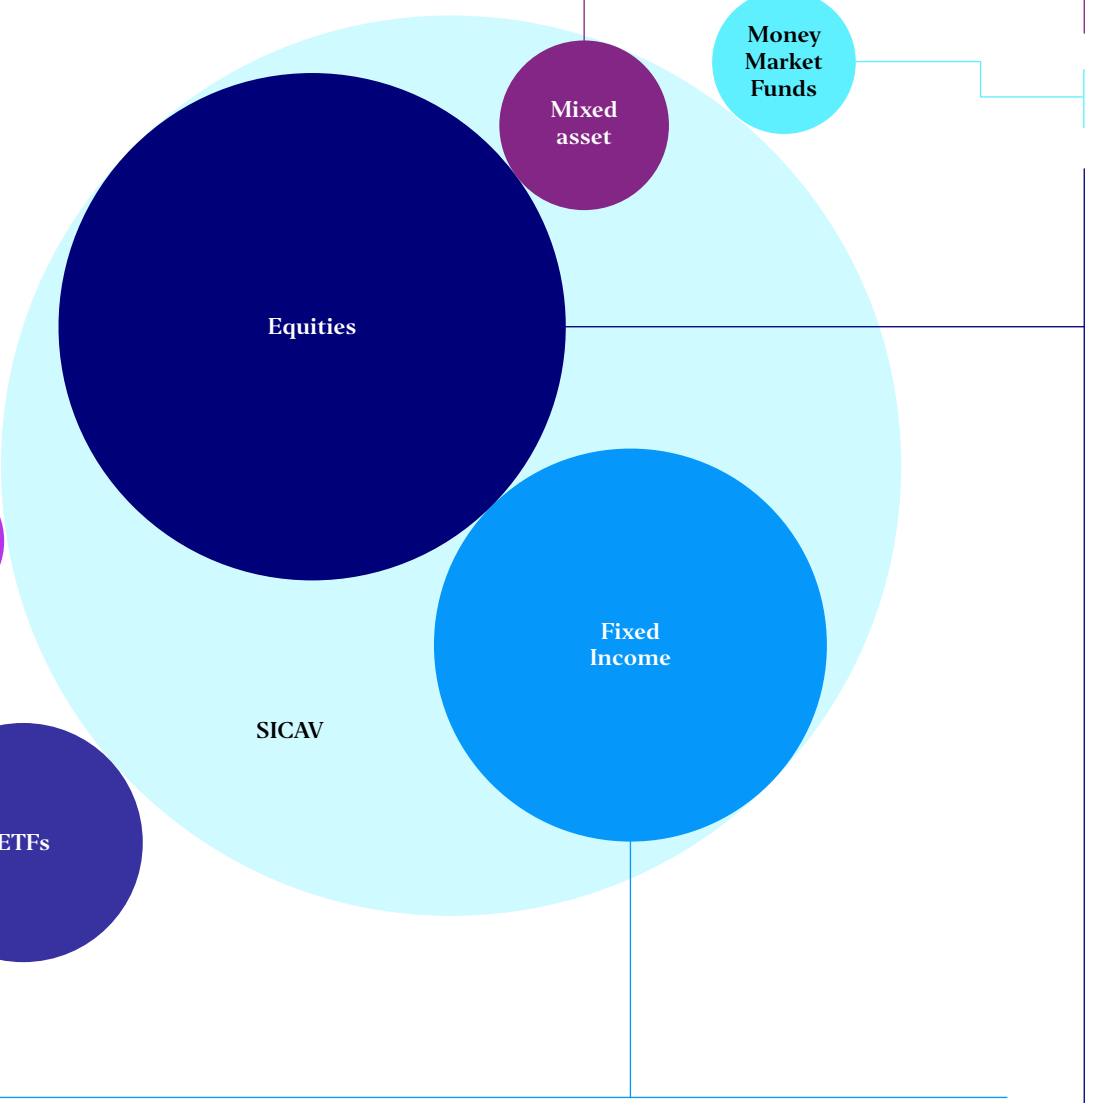 Money
Market
Funds
Mixed
asset
Equities
Fixed
Income
SICAV
ETFs